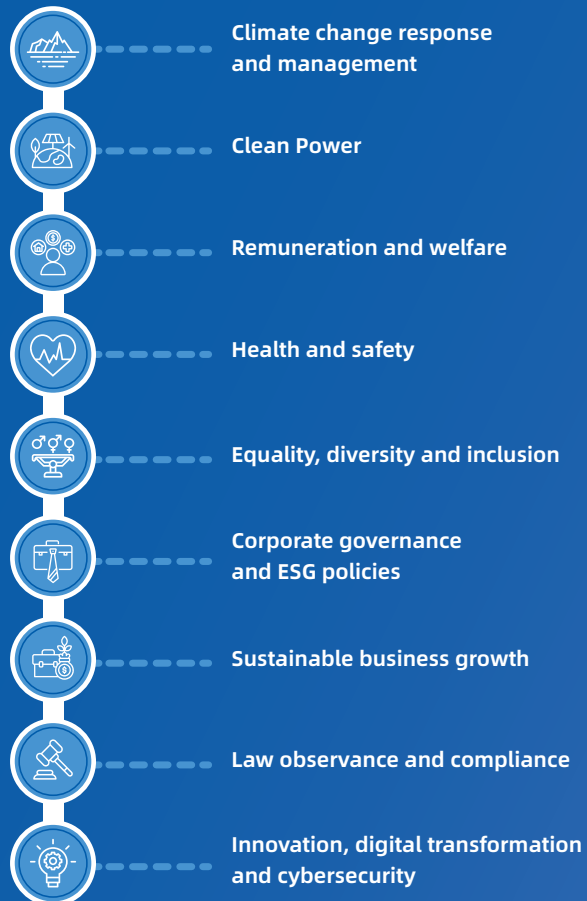 Climate change response
and management
Clean Power
Remuneration and welfare
Health and safety
Equality, diversity and inclusion
Corporate governance
and ESG policies
Sustainable business growth
Law observance and compliance
Innovation, digital transformation
and cybersecurity